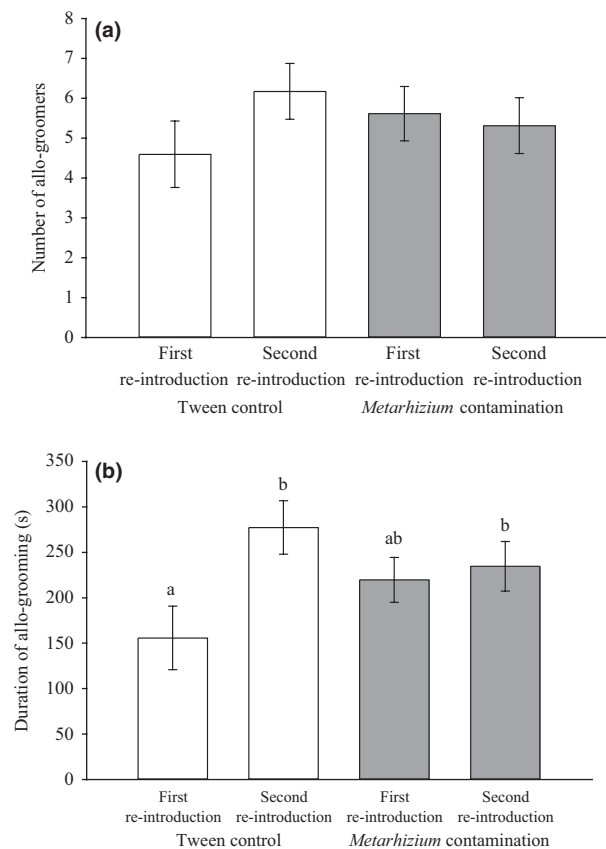 (a)
Number of allo-groomers
8
7
6
5
4
3
2
1
0
First Second First Second
re-introduction re-introduction re-introduction re-introduction
Tween control Metarhizium contamination
(b)
Duration of allo-grooming (s)
350
300
250
200
150
100
50
0
a
b
ab
b
First Second First Second
re-introduction re-introduction re-introduction re-introduction
Tween control Metarhizium contamination